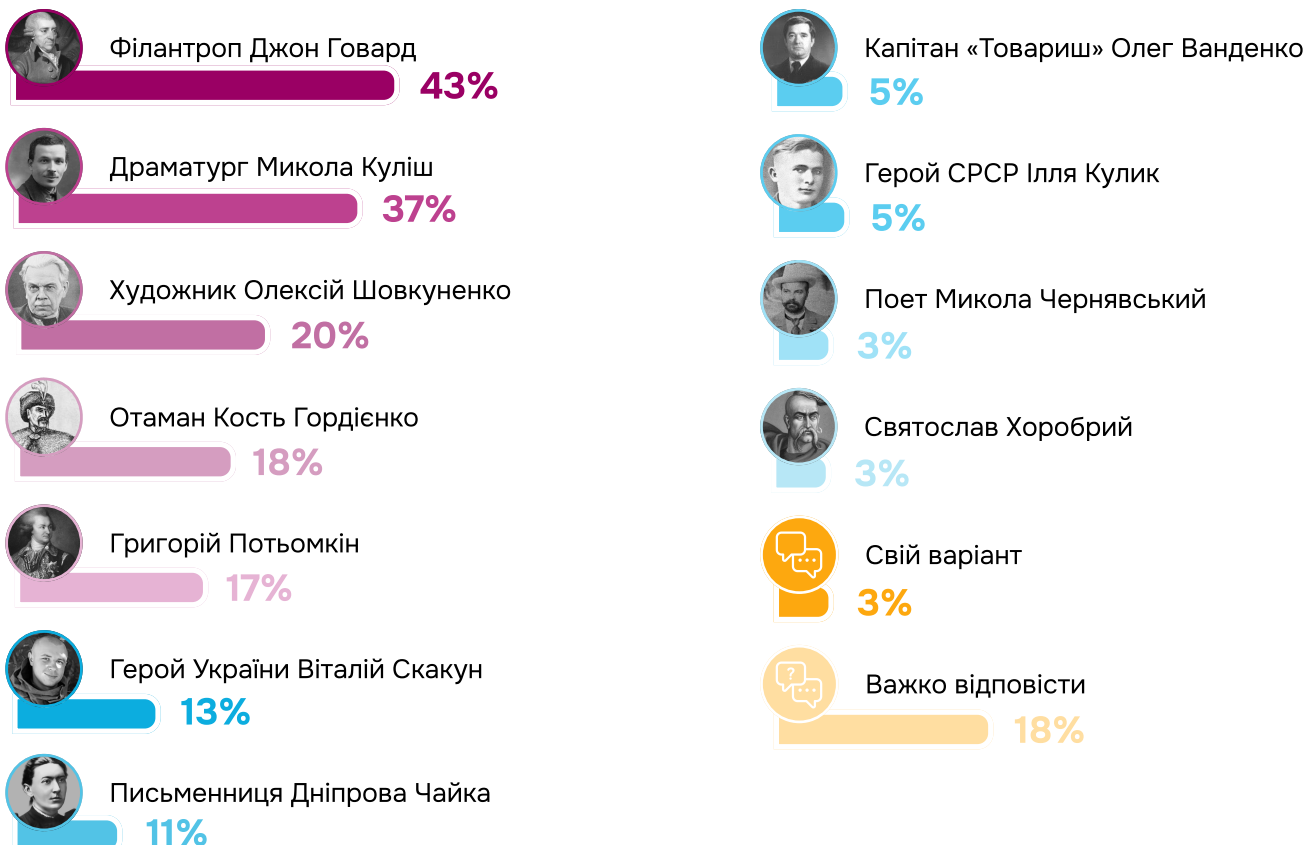 Філантроп Джон Говард
43%
Драматург Микола Куліш
37%
Художник Олексій Шовкуненко
20%
Отаман Кость Гордієнко
18%
Григорій Потьомкін
17%
Герой України Віталій Скакун
13%
Письменниця Дніпрова Чайка
11%
Капітан «Товариш» Олег Ванденко
5%
Герой СРСР Ілля Кулик
5%
Поет Микола Чернявський
3%
Святослав Хоробрий
3%
Свій варіант
3%
?
Важко відповісти
18%